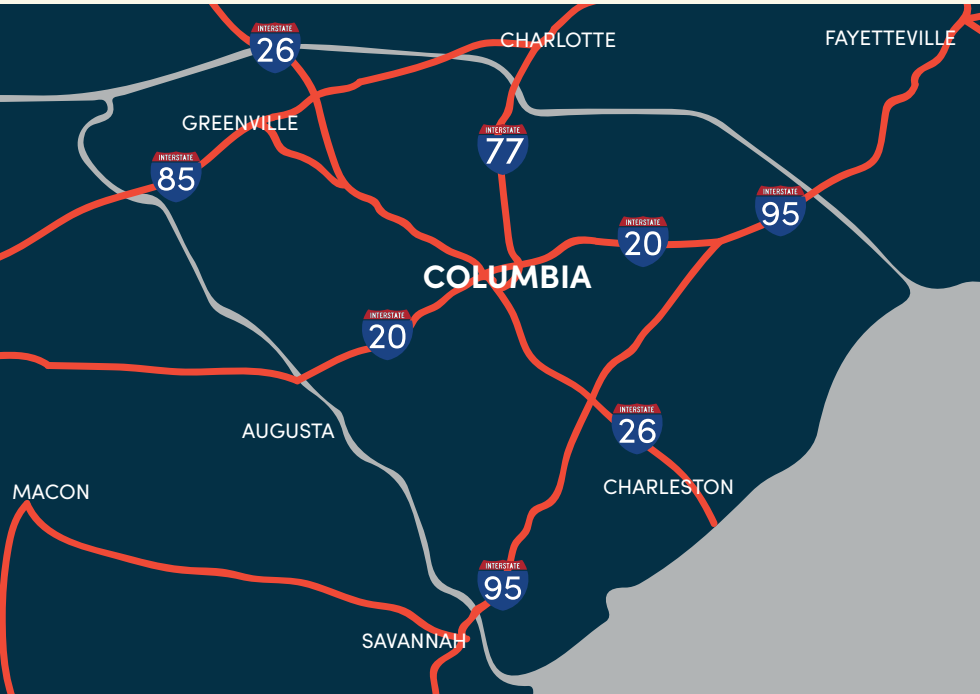 INTERSTATE
26
CHARLOTTE
FAYETTEVILLE
GREENVILLE
INTERSTATE
77
INTERSTATE
85
INTERSTATE
95
INTERSTATE
20
COLUMBIA
INTERSTATE
20
INTERSTATE
26
AUGUSTA
CHARLESTON
MACON
INTERSTATE
95
SAVANNAH